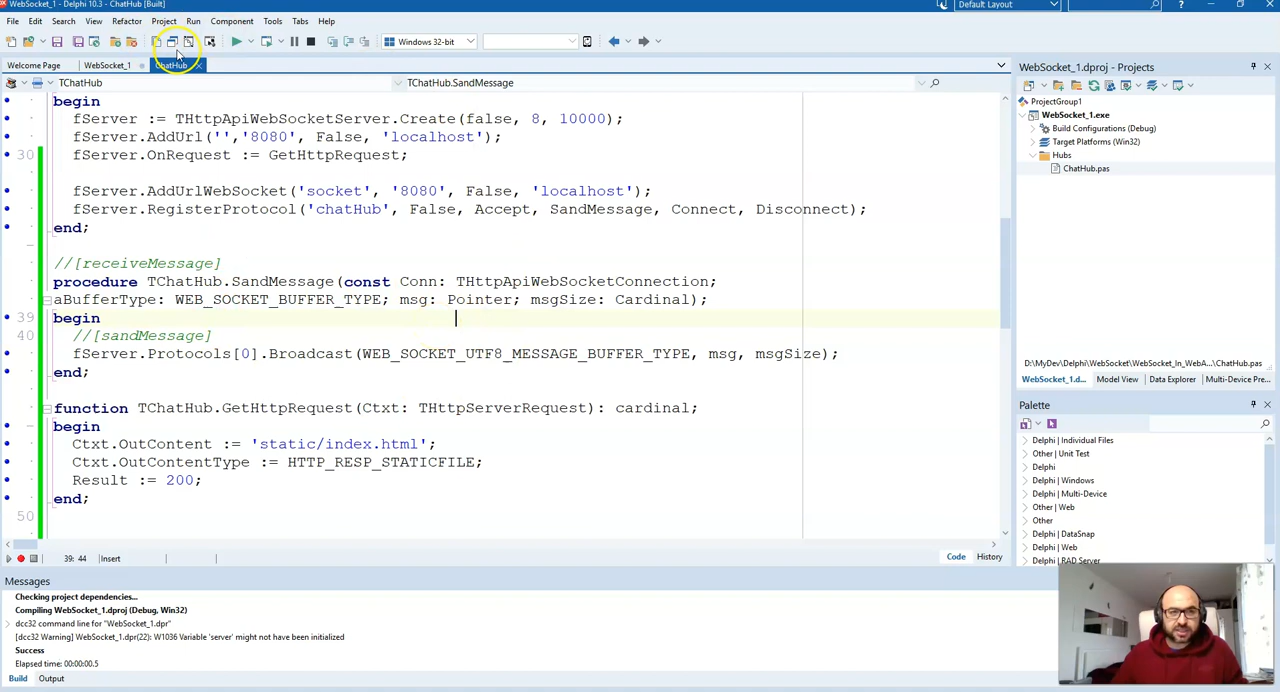 WebSocket_1 - Delphi 10.3 - ChatHub [Built]
Default Layout
File Edit Search View Refactor Project Run Component Tools Tabs Help
Windows 32-bit
Welcome Page WebSocket_1 ChatHub
TChatHub TChatHub.SandMessage
begin
fServer := THttpApiWebSocketServer.Create(false, 8, 10000);
fServer.AddUrl('','8080', False, 'localhost');
30 fServer.OnRequest := GetHttpRequest;
fServer.AddUrlWebSocket('socket', '8080', False, 'localhost');
fServer.RegisterProtocol('chatHub', False, Accept, SandMessage, Connect, Disconnect);
end;
//[receiveMessage]
procedure TChatHub.SandMessage(const Conn: THttpApiWebSocketConnection;
aBufferType: WEB_SOCKET_BUFFER_TYPE; msg: Pointer; msgSize: Cardinal);
39 begin
40 //[sandMessage]
fServer.Protocols[0].Broadcast(WEB_SOCKET_UTF8_MESSAGE_BUFFER_TYPE, msg, msgSize);
end;
function TChatHub.GetHttpRequest(Ctxt: THttpServerRequest): cardinal;
begin
Ctxt.OutContent := 'static/index.html';
Ctxt.OutContentType := HTTP_RESP_STATICFILE;
Result := 200;
end;
50
39: 44 Insert
Code History
Messages
Checking project dependencies...
Compiling WebSocket_1.dproj (Debug, Win32)
dcc32 command line for "WebSocket_1.dpr"
[dcc32 Warning] WebSocket_1.dpr(22): W1036 Variable 'server' might not have been initialized
Success
Elapsed time: 00:00:00.5
Build Output
WebSocket_1.dproj - Projects
ProjectGroup1
WebSocket_1.exe
Build Configurations (Debug)
Target Platforms (Win32)
Hubs
ChatHub.pas
D:\MyDev\Delphi\WebSocket\WebSocket_In_WebA...\ChatHub.pas
WebSocket_1.d... Model View Data Explorer Multi-Device Pre...
Palette
Delphi | Individual Files
Other | Unit Test
Delphi
Delphi | Windows
Delphi | Multi-Device
Other | Web
Other
Delphi | DataSnap
Delphi | Web
Delphi | RAD Server